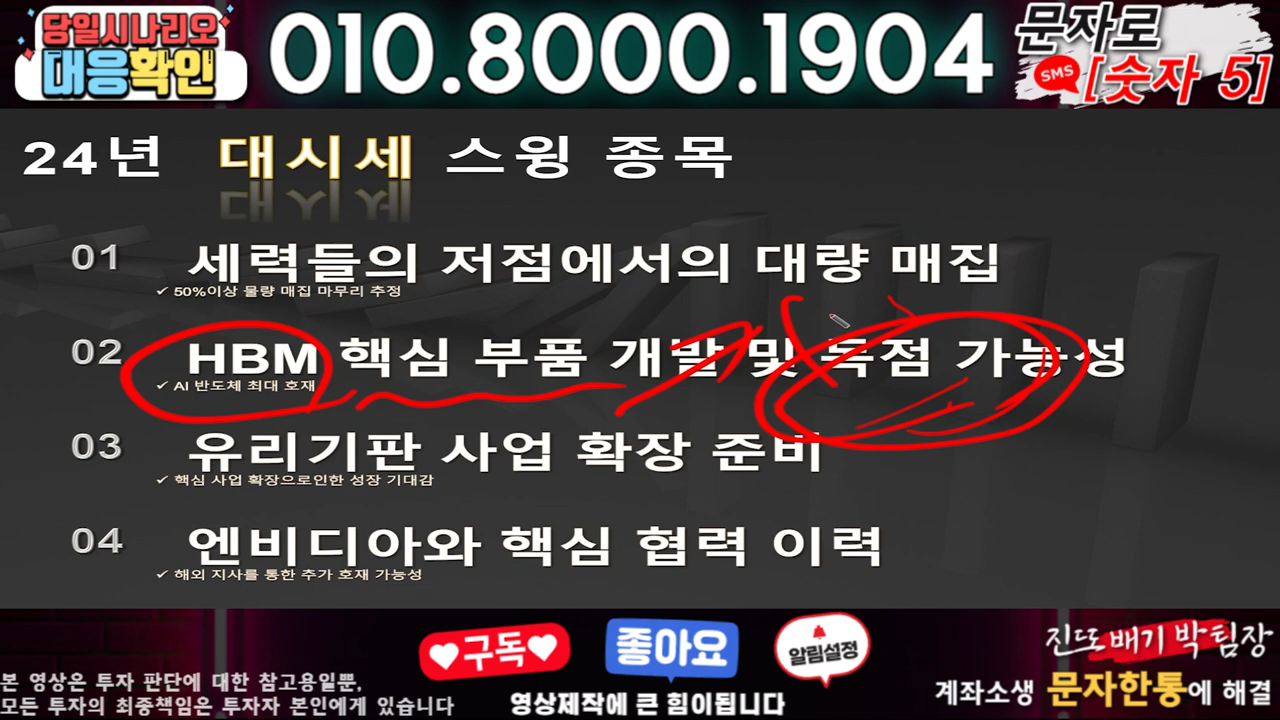 당일시나리오
대응확인
010.8000.1904
문자로
SMS
[숫자 5]
24년 대시세 스윙 종목
01 세력들의 저점에서의 대량 매집
✓ 50%이상 물량 매집 마무리 추정
02 HBM 핵심 부품 개발 및 독점 가능성
✓ AI 반도체 최대 호재
03 유리기판 사업 확장 준비
✓ 핵심 사업 확장으로인한 성장 기대감
04 엔비디아와 핵심 협력 이력
✓ 해외 지사를 통한 추가 호재 가능성
구독
좋아요
알림설정
영상제작에 큰 힘이됩니다
본 영상은 투자 판단에 대한 참고용일뿐,
모든 투자의 최종책임은 투자자 본인에게 있습니다
진또배기 박팀장
계좌소생 문자한통에 해결